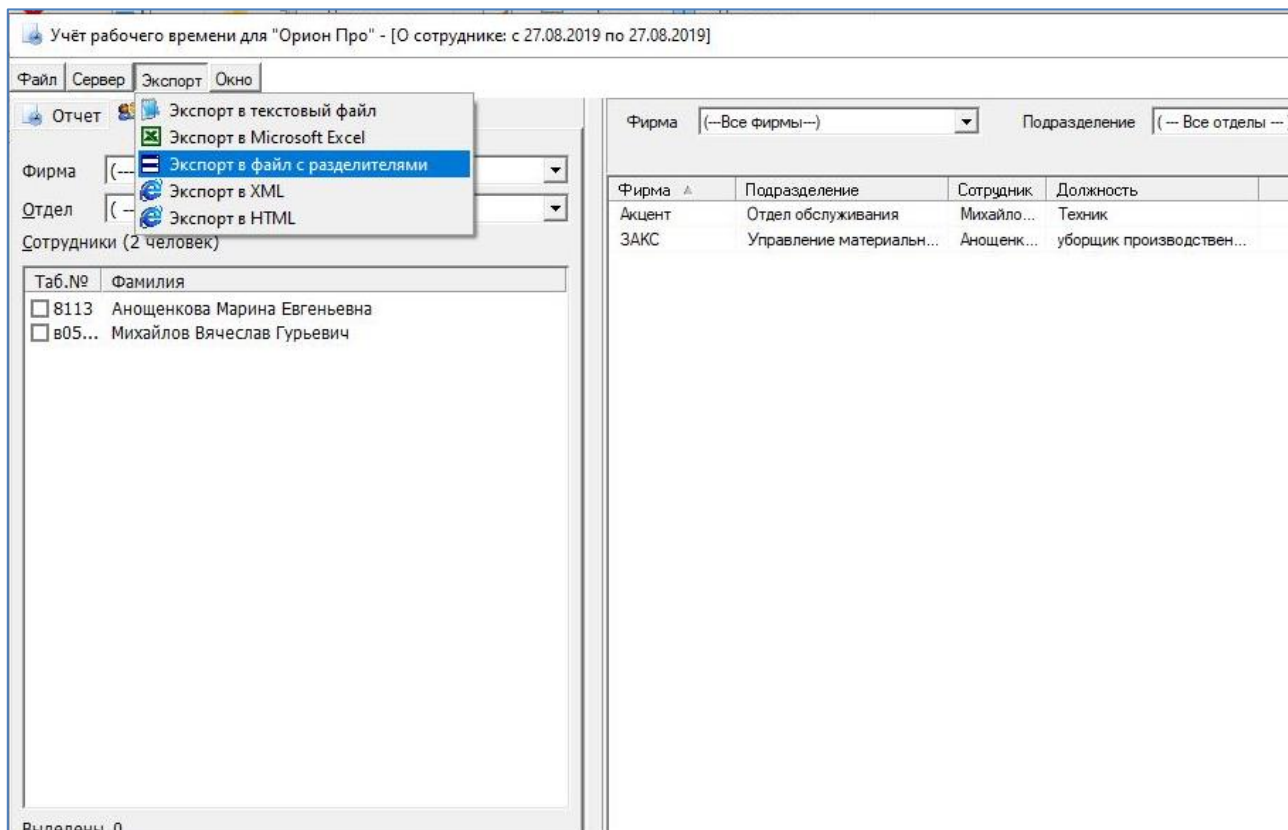 Учёт рабочего времени для "Орион Про" - [О сотруднике: с 27.08.2019 по 27.08.2019]
Файл Сервер Экспорт Окно
Отчет
Экспорт в текстовый файл
Экспорт в Microsoft Excel
Экспорт в файл с разделителями
Экспорт в XML
Экспорт в HTML
Фирма (---
Отдел ( --
Сотрудники (2 человек)
Таб.№ Фамилия
8113 Анощенкова Марина Евгеньевна
в05... Михайлов Вячеслав Гурьевич
Выделены 0
Фирма (---Все фирмы---) Подразделение ( --- Все отделы ---
Фирма Подразделение Сотрудник Должность
Акцент Отдел обслуживания Михайло... Техник
ЗАКС Управление материальн... Анощенк... уборщик производствен...